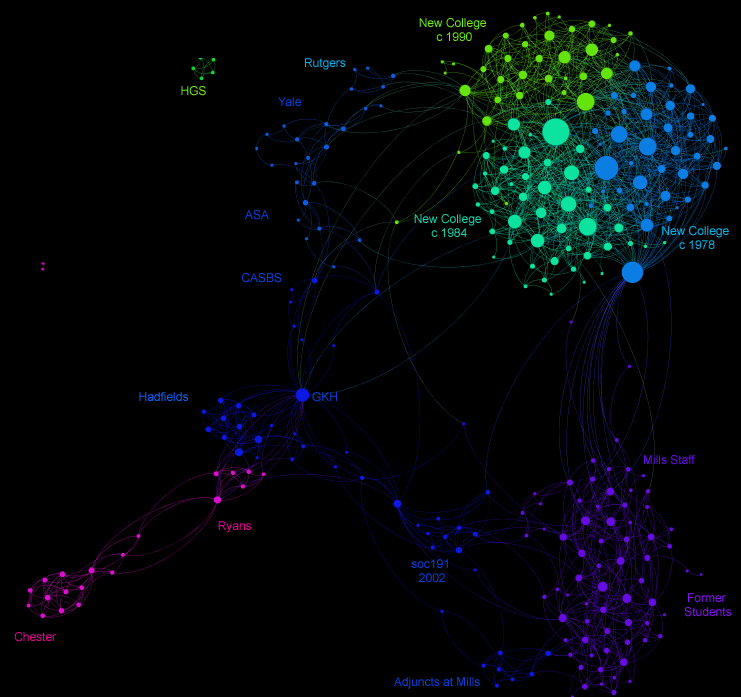 New College
c 1990
Rutgers
HGS
Yale
ASA
New College
c 1984
New College
c 1978
CASBS
Hadfields
GKH
Mills Staff
Ryans
soc191
2002
Former
Students
Chester
Adjuncts at Mills